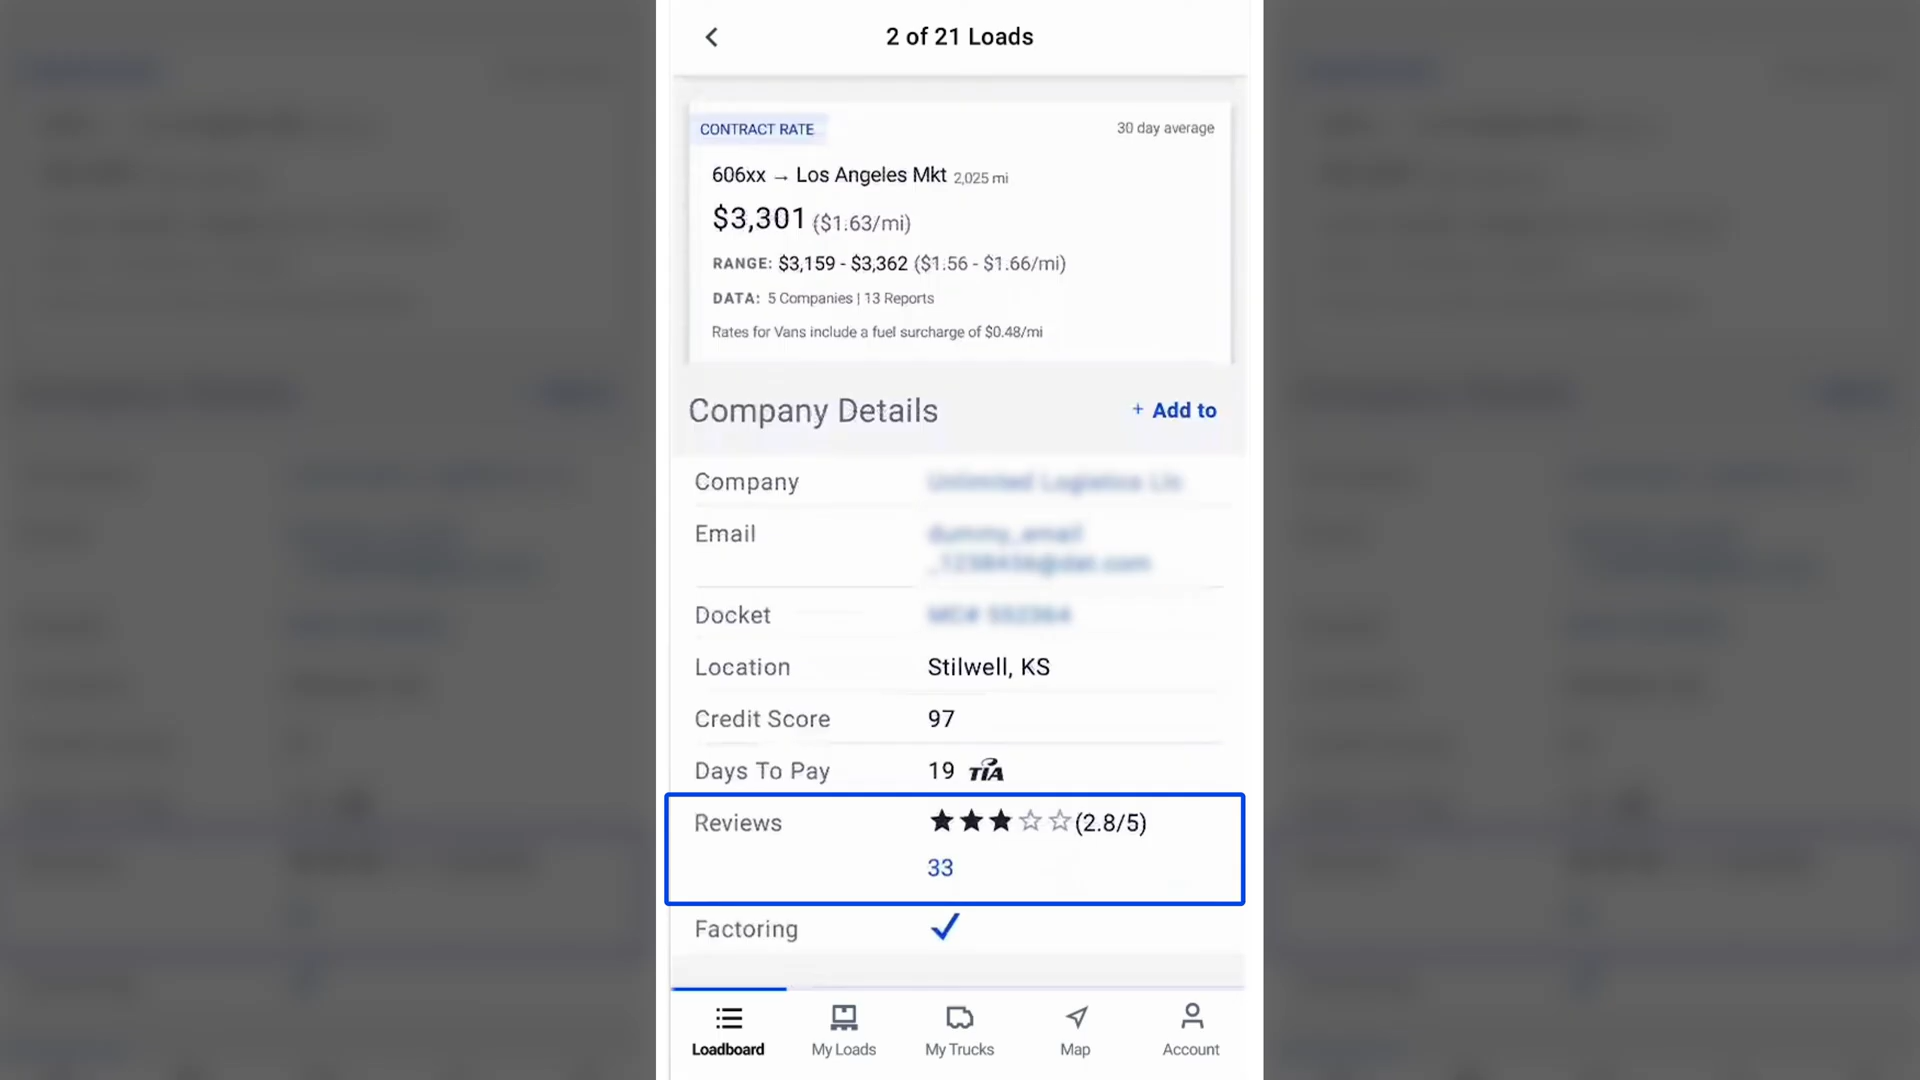 2 of 21 Loads
CONTRACT RATE
30 day average
606xx → Los Angeles Mkt 2,025 mi
$3,301 ($1.63/mi)
RANGE: $3,159 - $3,362 ($1.56 - $1.66/mi)
DATA: 5 Companies | 13 Reports
Rates for Vans include a fuel surcharge of $0.48/mi
Company Details
+ Add to
Company
Email
Docket
Location Stilwell, KS
Credit Score 97
Days To Pay 19 TIA
Reviews ★★★☆☆(2.8/5)
33
Factoring ✓
Loadboard
My Loads
My Trucks
Map
Account